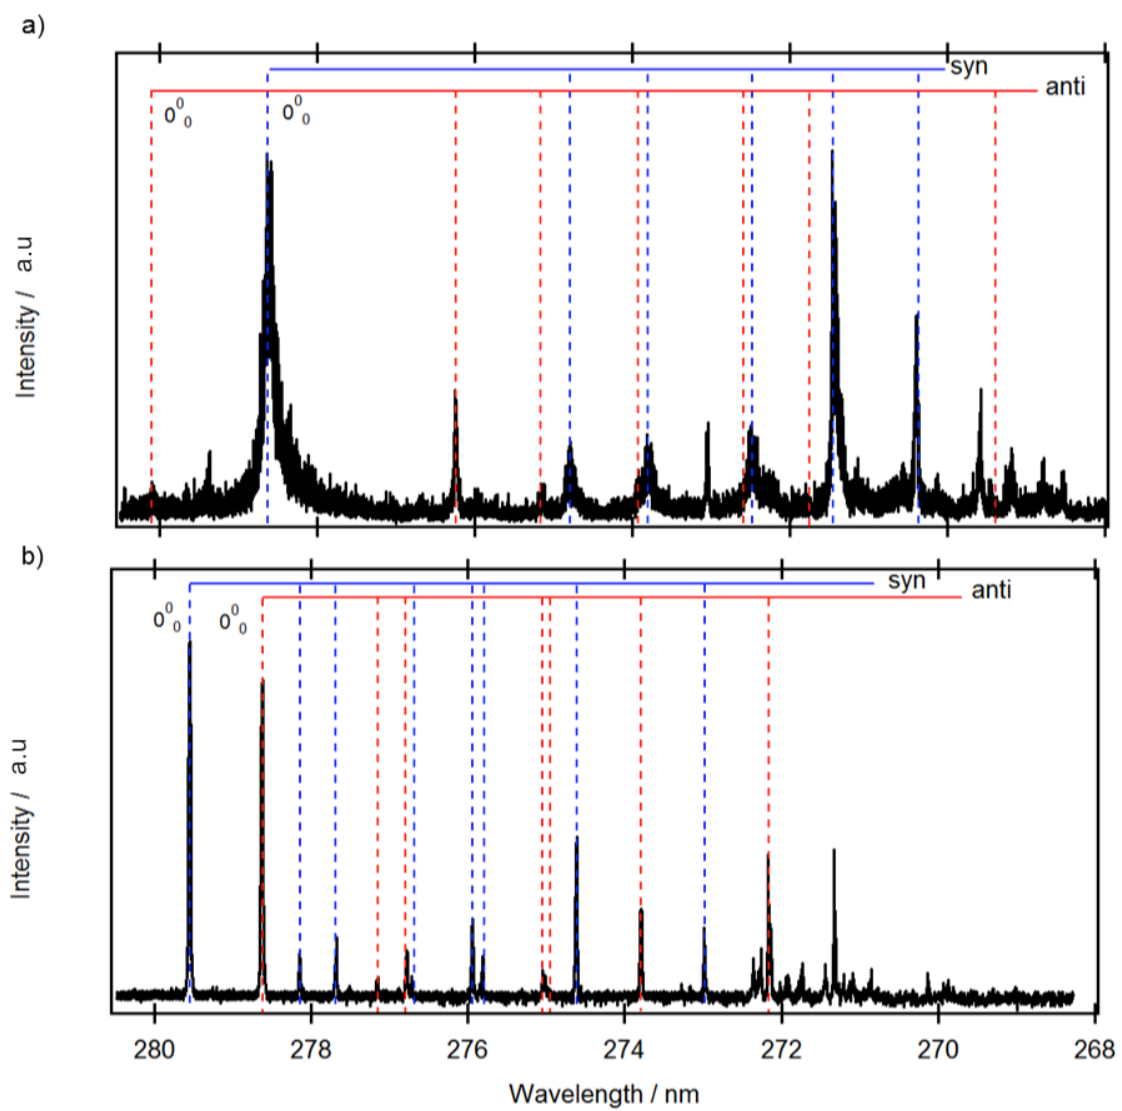 a)
syn
anti
0⁰₀ 0⁰₀
Intensity / a.u
b)
syn
anti
0⁰₀ 0⁰₀
Intensity / a.u
280 278 276 274 272 270 268
Wavelength / nm